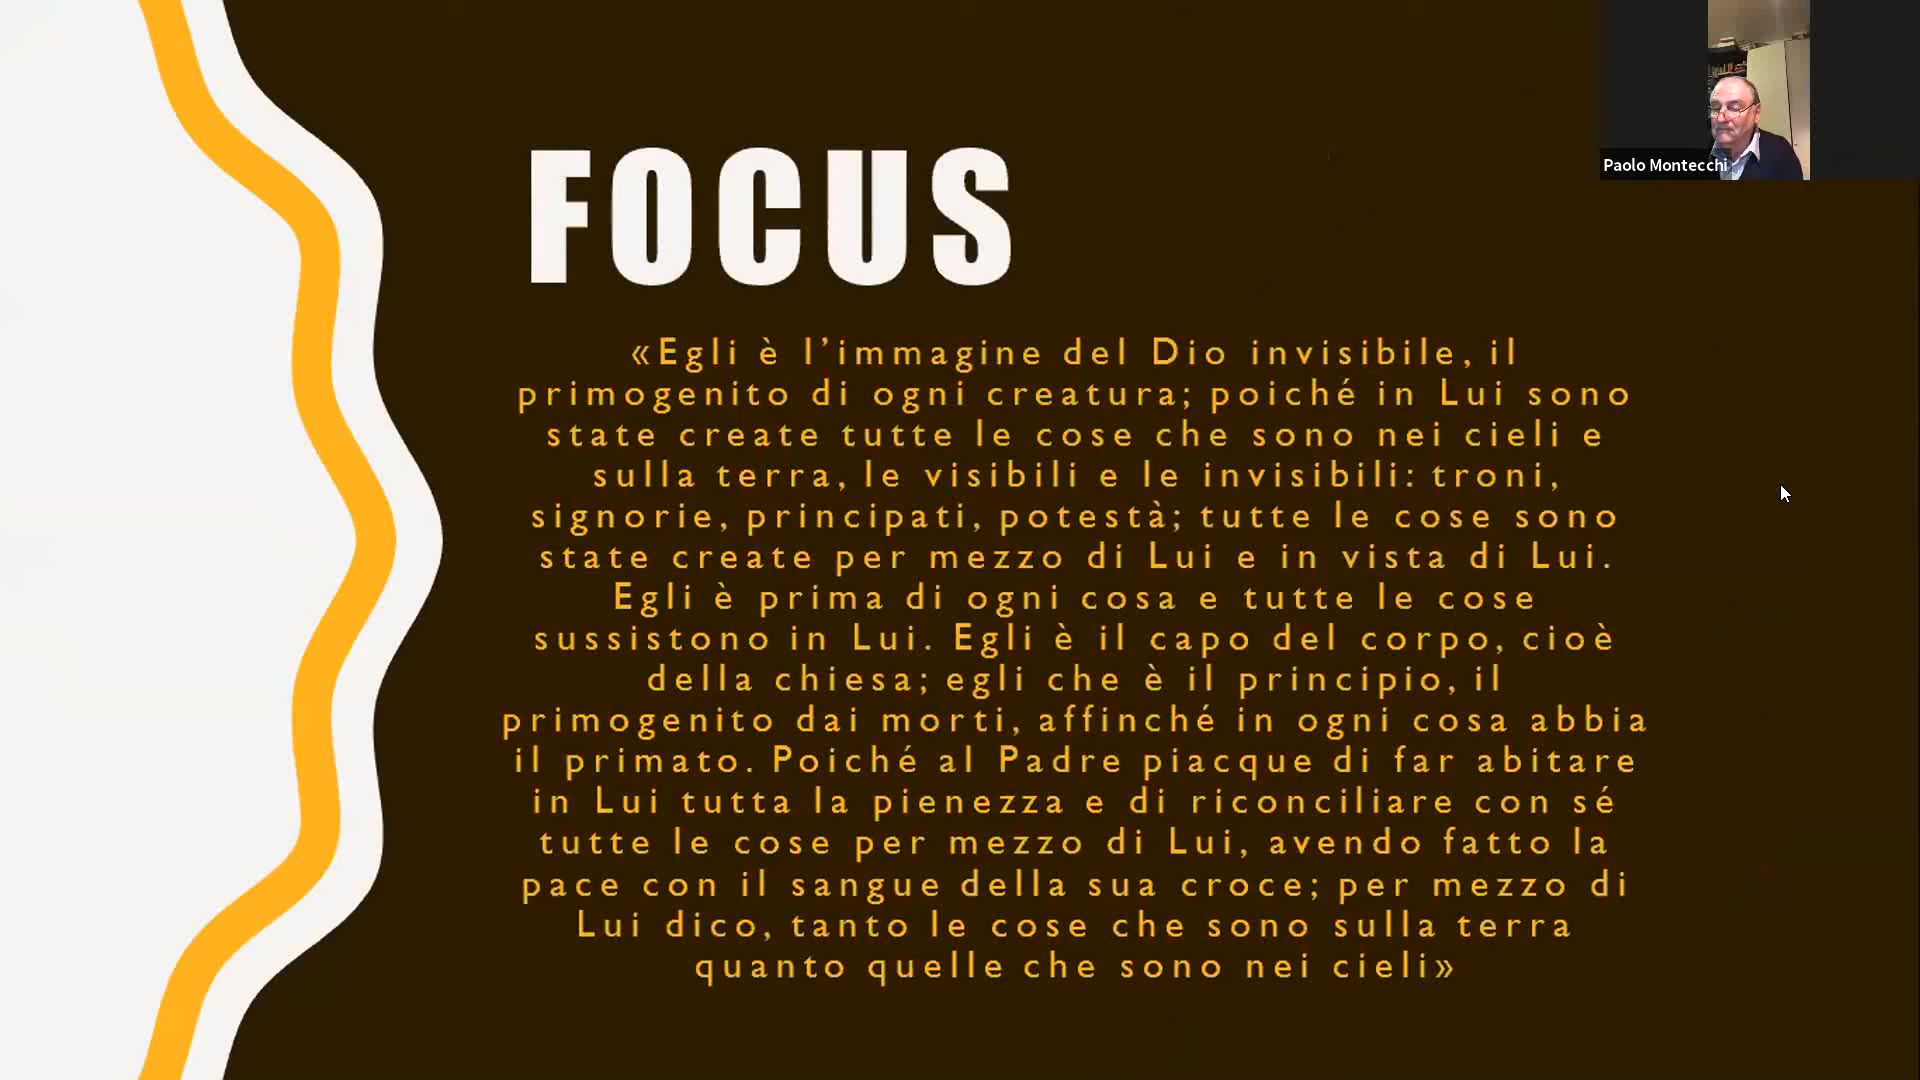 Paolo Montecchi
FOCUS
«Egli è l’immagine del Dio invisibile, il
primogenito di ogni creatura; poiché in Lui sono
state create tutte le cose che sono nei cieli e
sulla terra, le visibili e le invisibili: troni,
signorie, principati, potestà; tutte le cose sono
state create per mezzo di Lui e in vista di Lui.
Egli è prima di ogni cosa e tutte le cose
sussistono in Lui. Egli è il capo del corpo, cioè
della chiesa; egli che è il principio, il
primogenito dai morti, affinché in ogni cosa abbia
il primato. Poiché al Padre piacque di far abitare
in Lui tutta la pienezza e di riconciliare con sé
tutte le cose per mezzo di Lui, avendo fatto la
pace con il sangue della sua croce; per mezzo di
Lui dico, tanto le cose che sono sulla terra
quanto quelle che sono nei cieli»